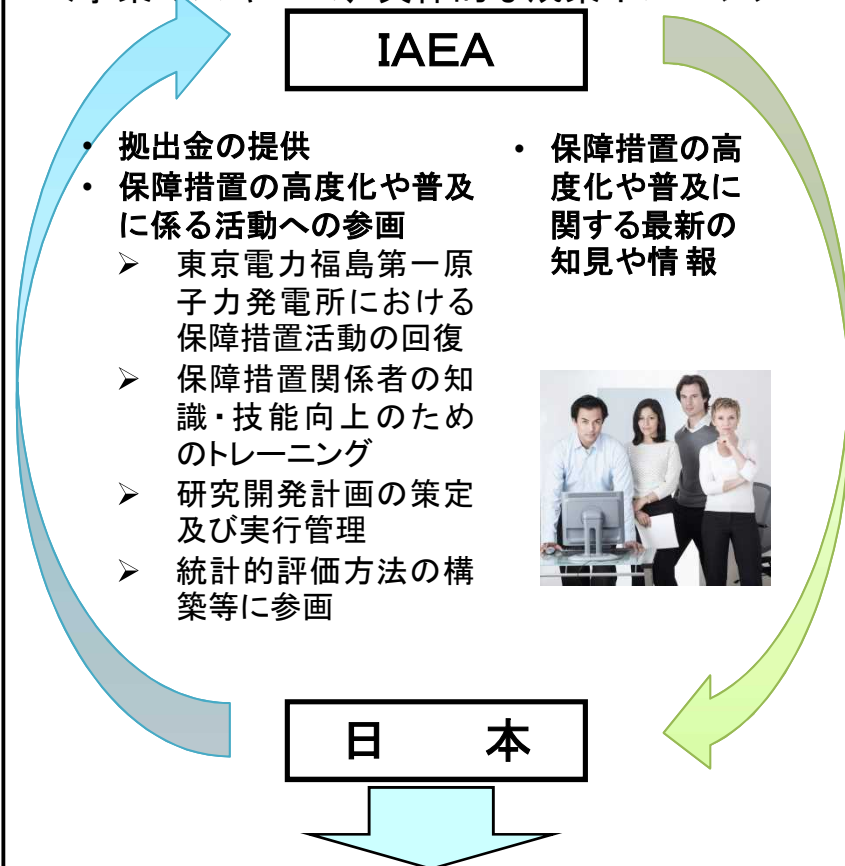 IAEA
• 拠出金の提供
• 保障措置の高度化や普及
に係る活動への参画
➢ 東京電力福島第一原
子力発電所における
保障措置活動の回復
➢ 保障措置関係者の知
識・技能向上のため
のトレーニング
➢ 研究開発計画の策定
及び実行管理
➢ 統計的評価方法の構
築等に参画
• 保障措置の高
度化や普及に
関する最新の
知見や情報
日 本